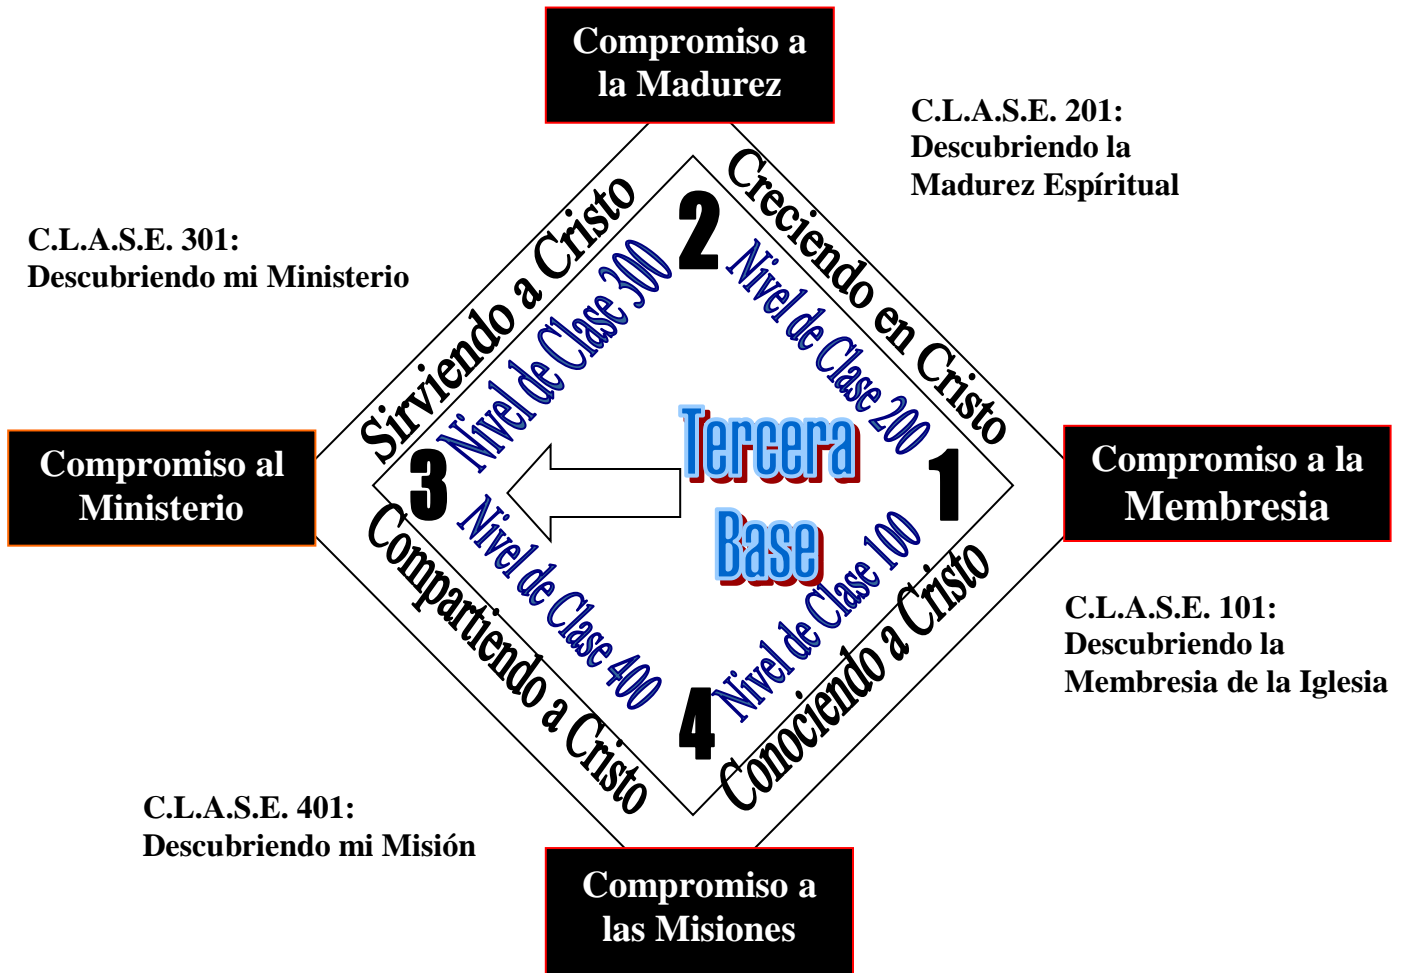 Compromiso a
la Madurez
C.L.A.S.E. 201:
Descubriendo la
Madurez Espíritual
C.L.A.S.E. 301:
Descubriendo mi Ministerio
Sirviendo a Cristo
Creciendo en Cristo
2
Nivel de Clase 300
Nivel de Clase 200
Compromiso al
Ministerio
3
Tercera
Base
1
Compromiso a la
Membresia
Nivel de Clase 400
Nivel de Clase 100
Compartiendo a Cristo
Conociendo a Cristo
4
C.L.A.S.E. 101:
Descubriendo la
Membresia de la Iglesia
C.L.A.S.E. 401:
Descubriendo mi Misión
Compromiso a
las Misiones